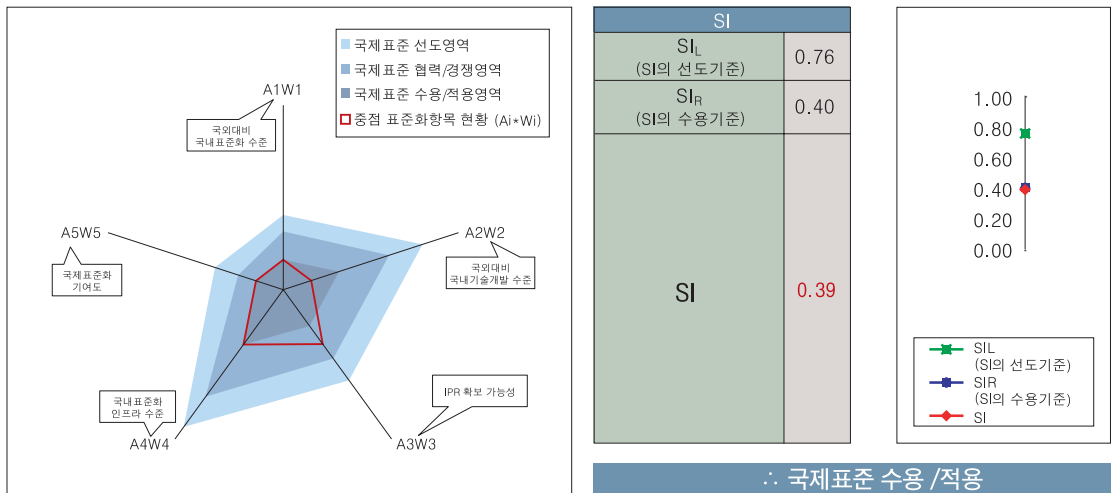 국제표준 선도영역
국제표준 협력/경쟁영역
국제표준 수용/적용영역
중점 표준화항목 현황 (Ai*Wi)
A1W1
국외대비
국내표준화 수준
A2W2
국외대비
국내기술개발 수준
A5W5
국제표준화
기여도
국내표준화
인프라 수준
A4W4
IPR 확보 가능성
A3W3
SI
SIL
(SI의 선도기준)
0.76
SIR
(SI의 수용기준)
0.40
SI
0.39
1.00
0.80
0.60
0.40
0.20
0.00
SIL
(SI의 선도기준)
SIR
(SI의 수용기준)
SI
∴ 국제표준 수용 /적용